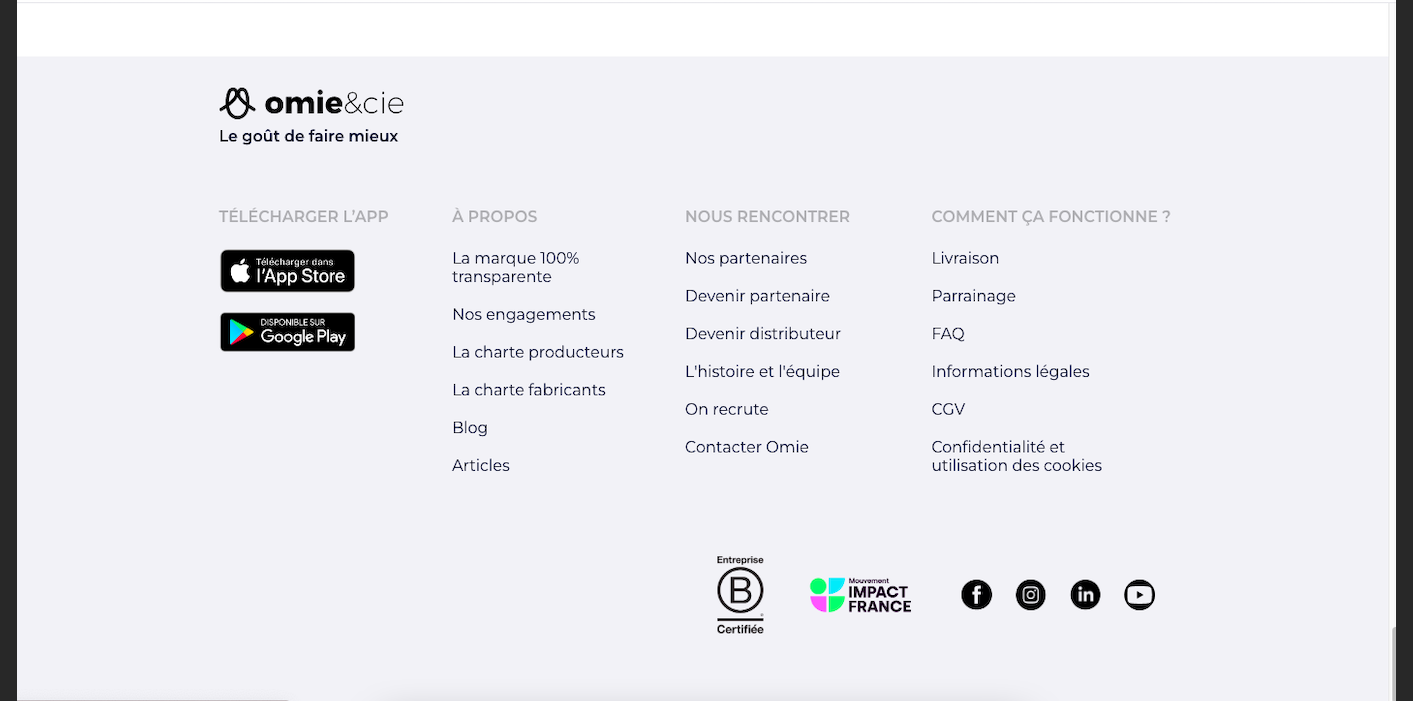 omie&cie
Le goût de faire mieux
TÉLÉCHARGER L’APP
Télécharger dans
l'App Store
DISPONIBLE SUR
Google Play
À PROPOS
La marque 100%
transparente
Nos engagements
La charte producteurs
La charte fabricants
Blog
Articles
NOUS RENCONTRER
Nos partenaires
Devenir partenaire
Devenir distributeur
L'histoire et l'équipe
On recrute
Contacter Omie
COMMENT ÇA FONCTIONNE ?
Livraison
Parrainage
FAQ
Informations légales
CGV
Confidentialité et
utilisation des cookies
Entreprise
B
Certifiée
Mouvement
IMPACT
FRANCE
f
in